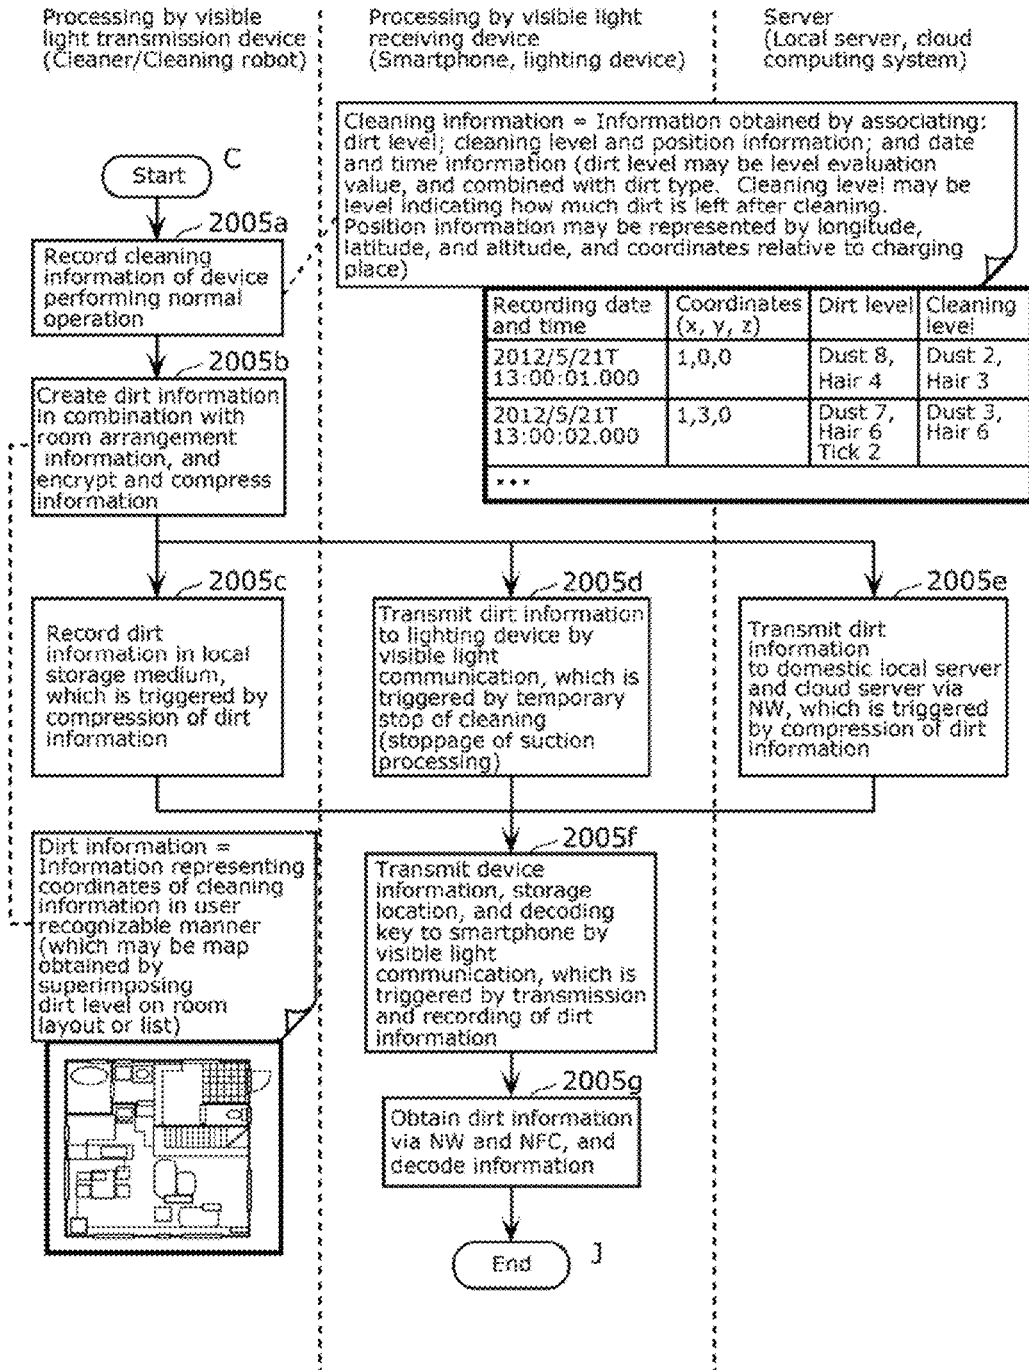 Processing by visible
light transmission device
(Cleaner/Cleaning robot)
Processing by visible light
receiving device
(Smartphone, lighting device)
Server
(Local server, cloud
computing system)
Cleaning information = Information obtained by associating:
dirt level; cleaning level and position information; and date
and time information (dirt level may be level evaluation
value, and combined with dirt type. Cleaning level may be
level indicating how much dirt is left after cleaning.
Position information may be represented by longitude,
latitude, and altitude, and coordinates relative to charging
place)
C
Start
2005a
Record cleaning
information of device
performing normal
operation
Recording date
and time
Coordinates
(x, y, z)
Dirt level
Cleaning
level
2012/5/21T
13:00:01.000
1,0,0
Dust 8,
Hair 4
Dust 2,
Hair 3
2012/5/21T
13:00:02.000
1,3,0
Dust 7,
Hair 6
Tick 2
Dust 3,
Hair 6
•••
2005b
Create dirt information
in combination with
room arrangement
information, and
encrypt and compress
information
2005c
Record dirt
information in local
storage medium,
which is triggered by
compression of dirt
information
2005d
Transmit dirt information
to lighting device by
visible light
communication, which is
triggered by temporary
stop of cleaning
(stoppage of suction
processing)
2005e
Transmit dirt
information
to domestic local server
and cloud server via
NW, which is triggered
by compression of dirt
information
Dirt information =
Information representing
coordinates of cleaning
information in user
recognizable manner
(which may be map
obtained by
superimposing
dirt level on room
layout or list)
2005f
Transmit device
information, storage
location, and decoding
key to smartphone by
visible light
communication, which is
triggered by transmission
and recording of dirt
information
2005g
Obtain dirt information
via NW and NFC, and
decode information
End
J